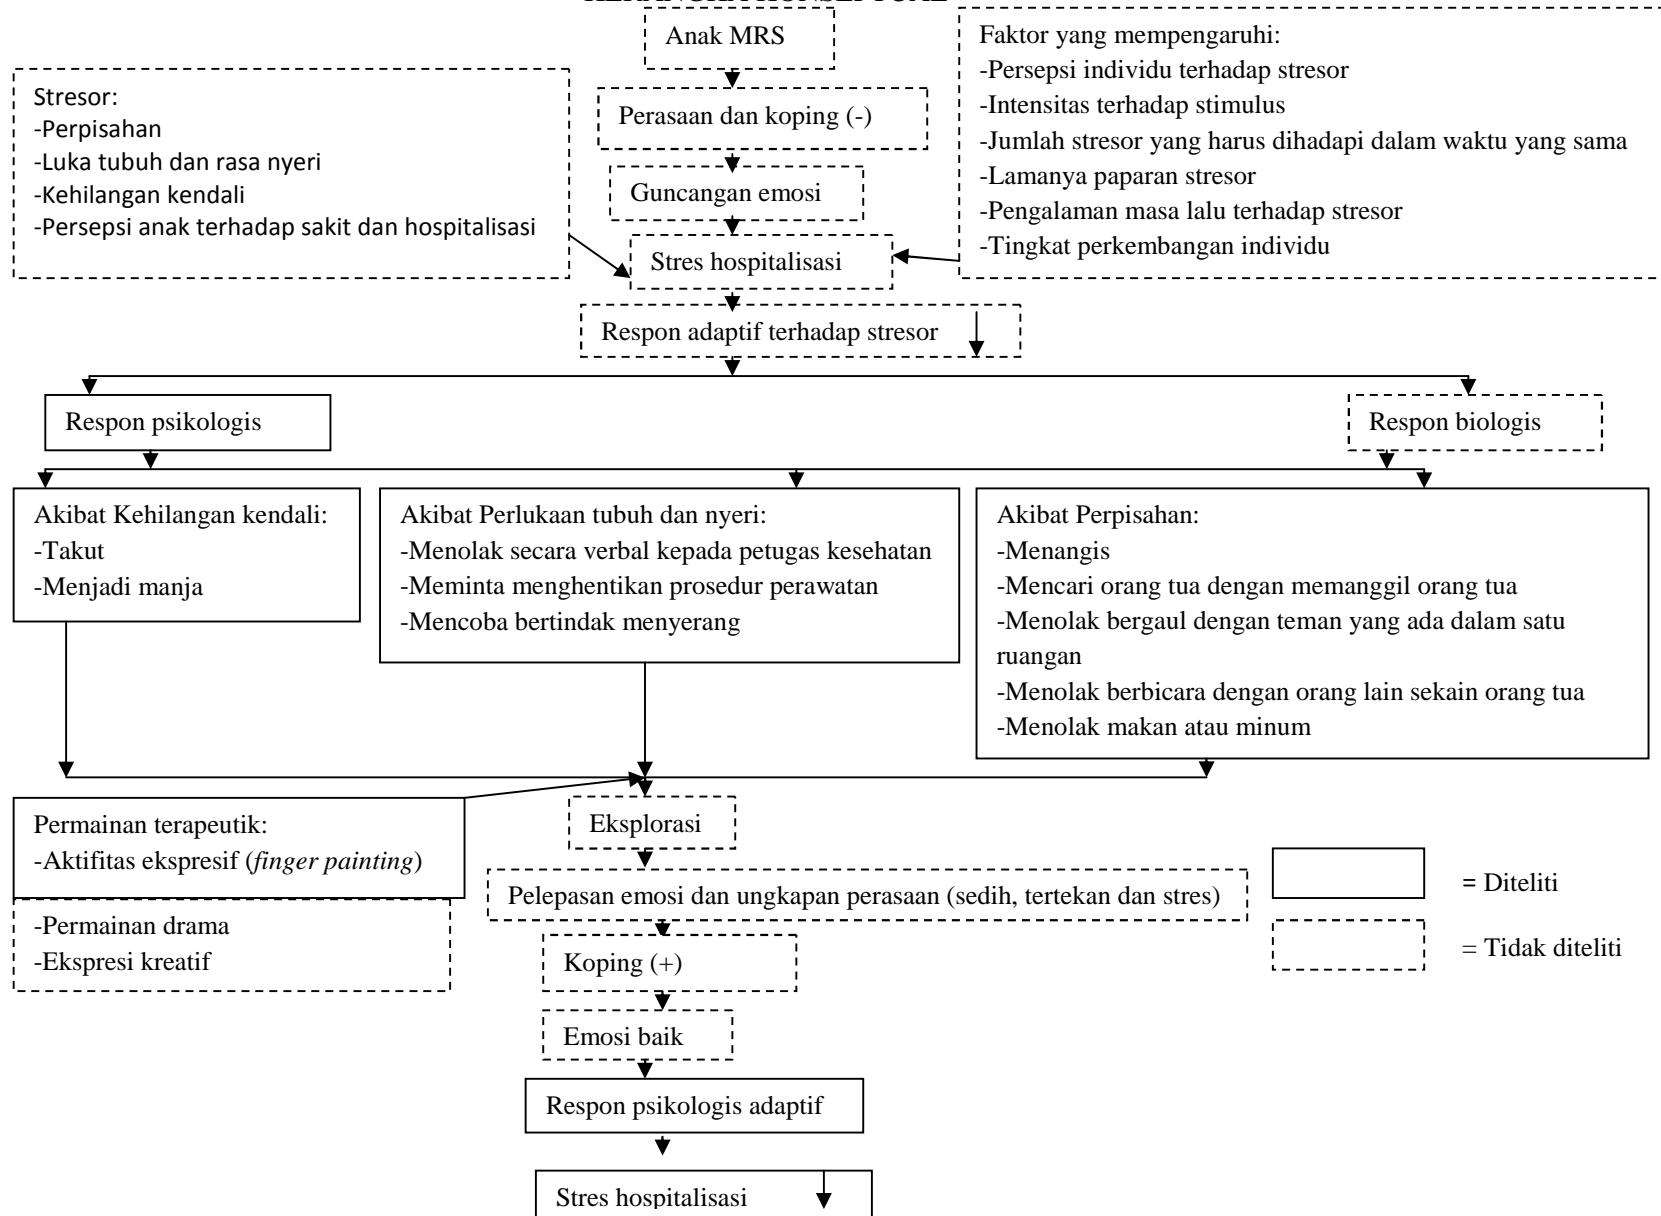 Anak MRS
Faktor yang mempengaruhi:
-Persepsi individu terhadap stresor
-Intensitas terhadap stimulus
-Jumlah stresor yang harus dihadapi dalam waktu yang sama
-Lamanya paparan stresor
-Pengalaman masa lalu terhadap stresor
-Tingkat perkembangan individu
Stresor:
-Perpisahan
-Luka tubuh dan rasa nyeri
-Kehilangan kendali
-Persepsi anak terhadap sakit dan hospitalisasi
Perasaan dan koping (-)
Guncangan emosi
Stres hospitalisasi
Respon adaptif terhadap stresor
Respon psikologis
Respon biologis
Akibat Kehilangan kendali:
-Takut
-Menjadi manja
Akibat Perlukaan tubuh dan nyeri:
-Menolak secara verbal kepada petugas kesehatan
-Meminta menghentikan prosedur perawatan
-Mencoba bertindak menyerang
Akibat Perpisahan:
-Menangis
-Mencari orang tua dengan memanggil orang tua
-Menolak bergaul dengan teman yang ada dalam satu
ruangan
-Menolak berbicara dengan orang lain sekain orang tua
-Menolak makan atau minum
Permainan terapeutik:
-Aktifitas ekspresif (finger painting)
-Permainan drama
-Ekspresi kreatif
Eksplorasi
Pelepasan emosi dan ungkapan perasaan (sedih, tertekan dan stres)
Koping (+)
Emosi baik
Respon psikologis adaptif
Stres hospitalisasi
= Diteliti
= Tidak diteliti